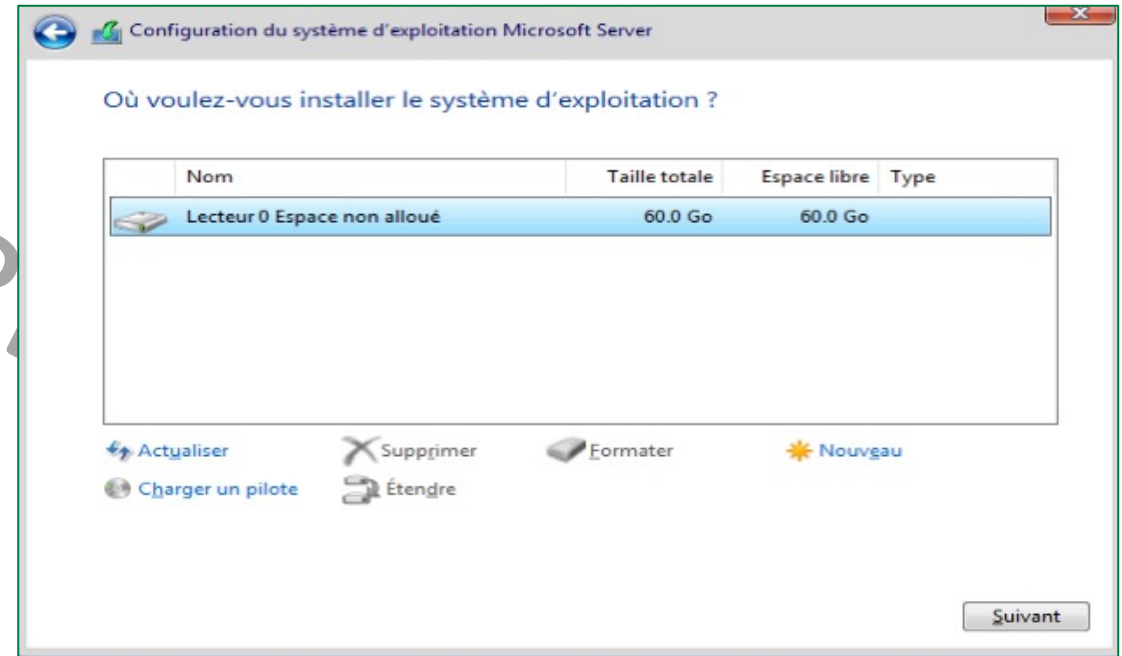 Configuration du système d'exploitation Microsoft Server
Où voulez-vous installer le système d'exploitation ?
Nom Taille totale Espace libre Type
Lecteur 0 Espace non alloué 60.0 Go 60.0 Go
Actualiser Supprimer Formater Nouveau
Charger un pilote Étendre
Suivant